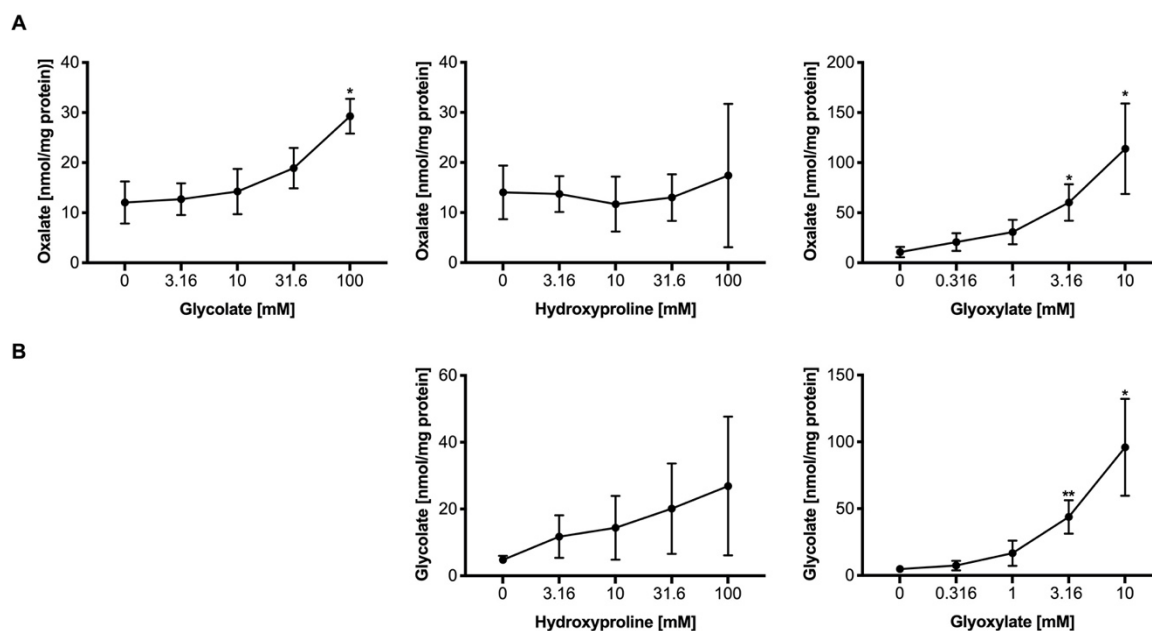 A
Oxalate [nmol/mg protein)]
40
30
20
10
0
*
0 3.16 10 31.6 100
Glycolate [mM]
Oxalate [nmol/mg protein]
40
30
20
10
0
0 3.16 10 31.6 100
Hydroxyproline [mM]
Oxalate [nmol/mg protein]
200
150
100
50
0
* *
0 0.316 1 3.16 10
Glyoxylate [mM]
B
Glycolate [nmol/mg protein]
60
40
20
0
0 3.16 10 31.6 100
Hydroxyproline [mM]
Glycolate [nmol/mg protein]
150
100
50
0
** *
0 0.316 1 3.16 10
Glyoxylate [mM]